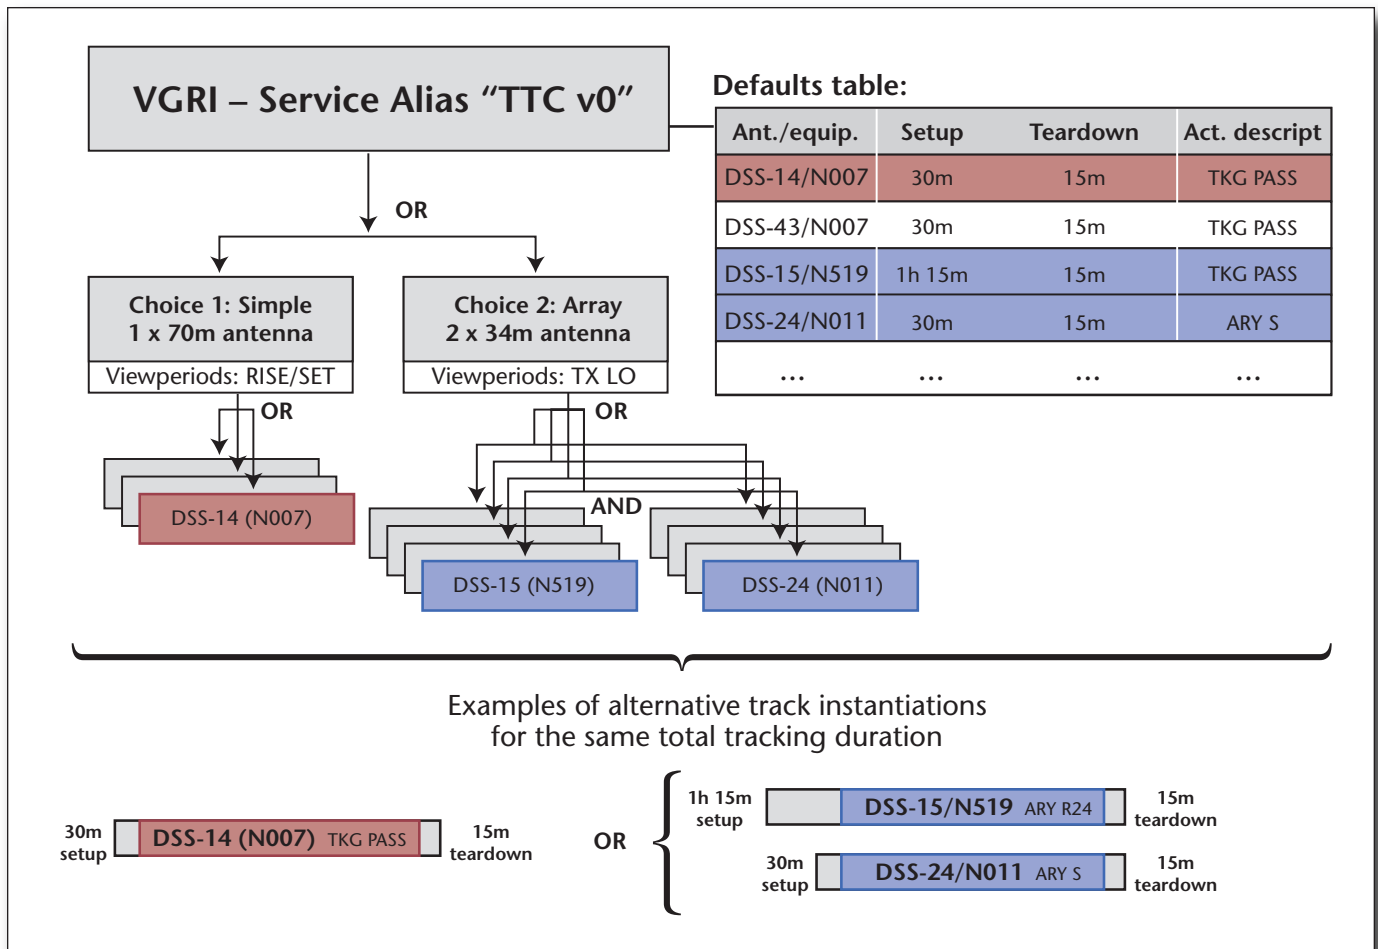 VGRI – Service Alias “TTC v0”
Defaults table:
Ant./equip. Setup Teardown Act. descript
DSS-14/N007 30m 15m TKG PASS
DSS-43/N007 30m 15m TKG PASS
DSS-15/N519 1h 15m 15m TKG PASS
DSS-24/N011 30m 15m ARY S
... ... ... ...
OR
Choice 1: Simple
1 x 70m antenna
Viewperiods: RISE/SET
Choice 2: Array
2 x 34m antenna
Viewperiods: TX LO
OR
OR
AND
DSS-14 (N007)
DSS-15 (N519)
DSS-24 (N011)
Examples of alternative track instantiations
for the same total tracking duration
30m
setup
DSS-14 (N007) TKG PASS
15m
teardown
OR
1h 15m
setup
DSS-15/N519 ARY R24
15m
teardown
30m
setup
DSS-24/N011 ARY S
15m
teardown